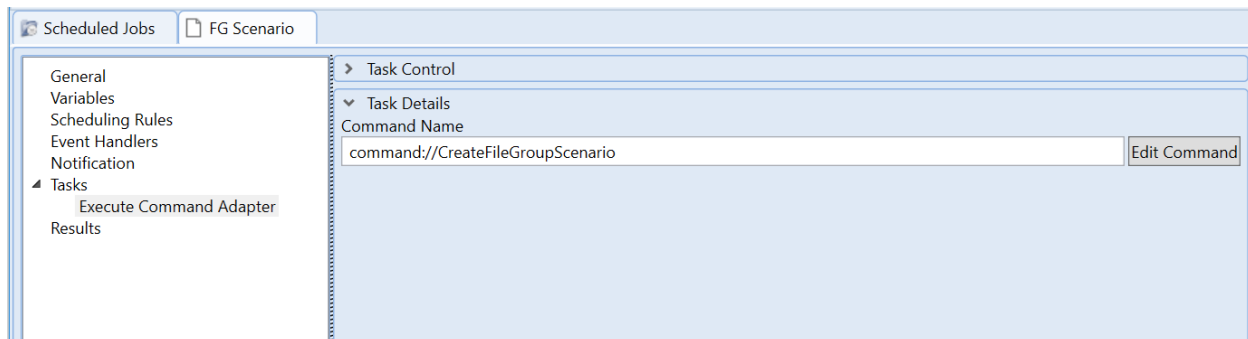 Scheduled Jobs
FG Scenario
General
Variables
Scheduling Rules
Event Handlers
Notification
Tasks
Execute Command Adapter
Results
Task Control
Task Details
Command Name
command://CreateFileGroupScenario
Edit Command